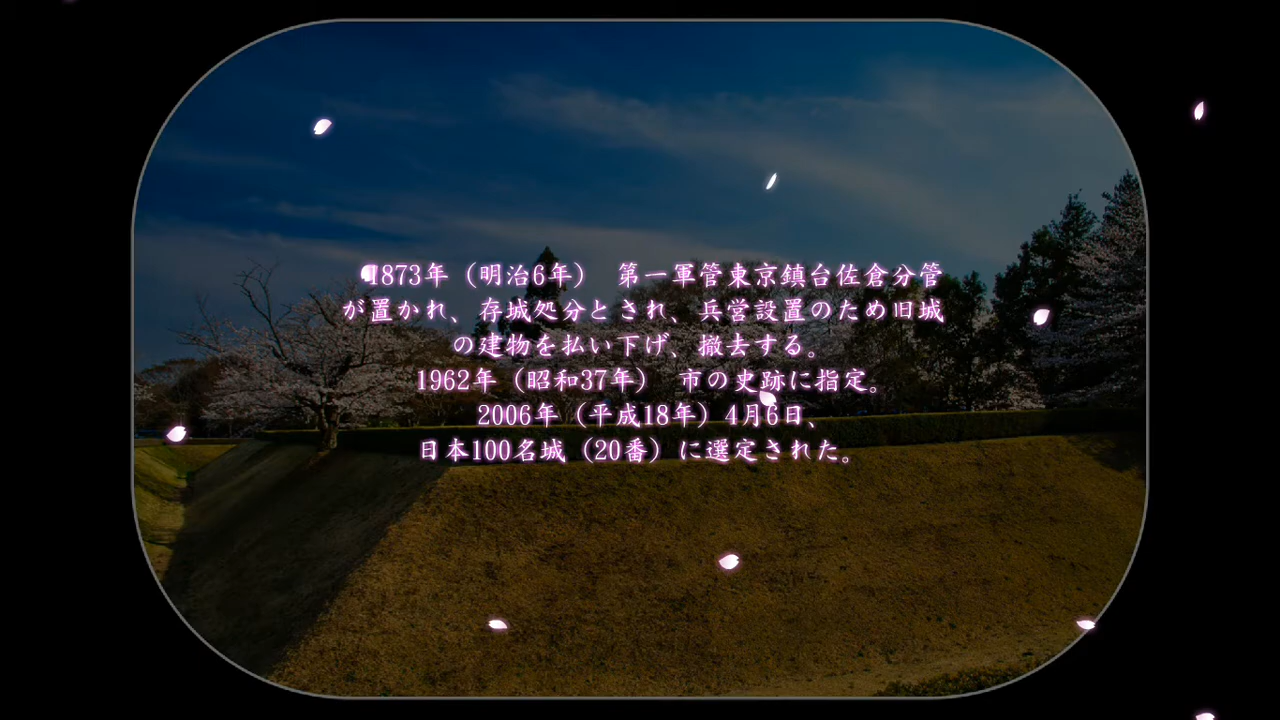 1873年（明治6年）　第一軍管東京鎮台佐倉分管
が置かれ、存城処分とされ、兵営設置のため旧城
の建物を払い下げ、撤去する。
1962年（昭和37年）　市の史跡に指定。
2006年（平成18年）4月6日、
日本100名城（20番）に選定された。